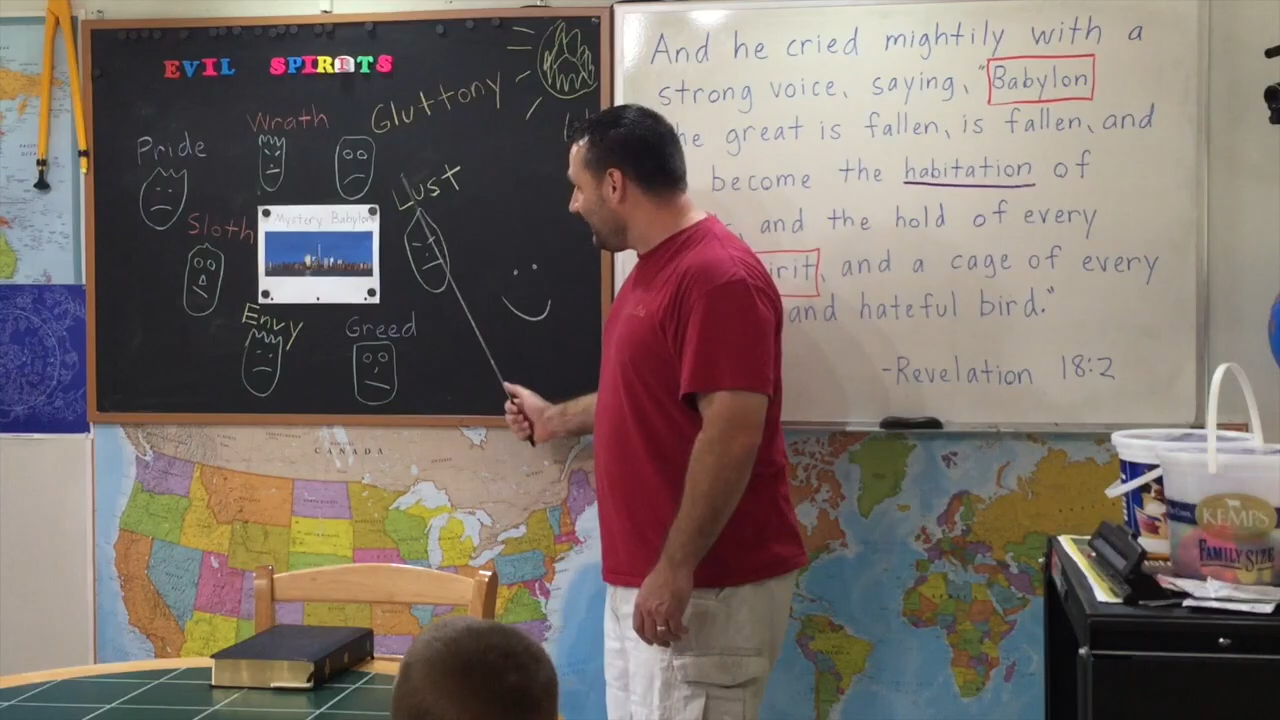 EVIL SPIRITS
Wrath
Gluttony
Pride
Lust
Sloth
Mystery Babylon
Envy
Greed
And he cried mightily with a
strong voice, saying, "Babylon
the great is fallen, is fallen, and
become the habitation of
and the hold of every
and a cage of every
and hateful bird."
-Revelation 18:2
CANADA
KEMPS
FAMILY SIZE